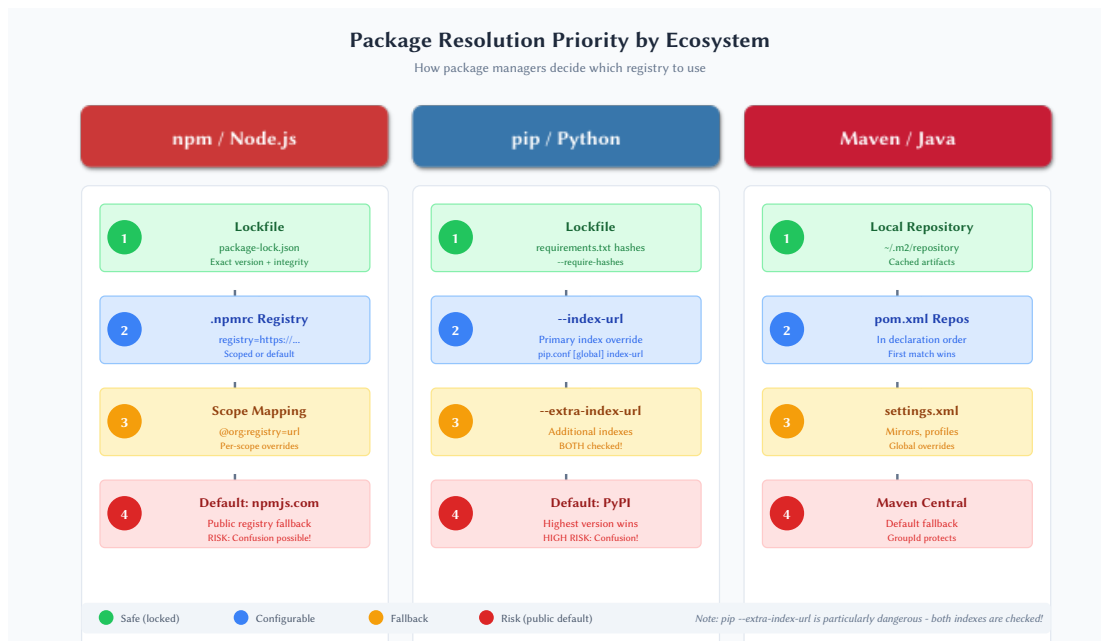 Package Resolution Priority by Ecosystem
How package managers decide which registry to use
npm / Node.js
1
Lockfile
package-lock.json
Exact version + integrity
2
.npmrc Registry
registry=https://...
Scoped or default
3
Scope Mapping
@org:registry=url
Per-scope overrides
4
Default: npmjs.com
Public registry fallback
RISK: Confusion possible!
pip / Python
1
Lockfile
requirements.txt hashes
--require-hashes
2
--index-url
Primary index override
pip.conf [global] index-url
3
--extra-index-url
Additional indexes
BOTH checked!
4
Default: PyPI
Highest version wins
HIGH RISK: Confusion!
Maven / Java
1
Local Repository
~/.m2/repository
Cached artifacts
2
pom.xml Repos
In declaration order
First match wins
3
settings.xml
Mirrors, profiles
Global overrides
4
Maven Central
Default fallback
GroupId protects
Safe (locked)
Configurable
Fallback
Risk (public default)
Note: pip --extra-index-url is particularly dangerous - both indexes are checked!